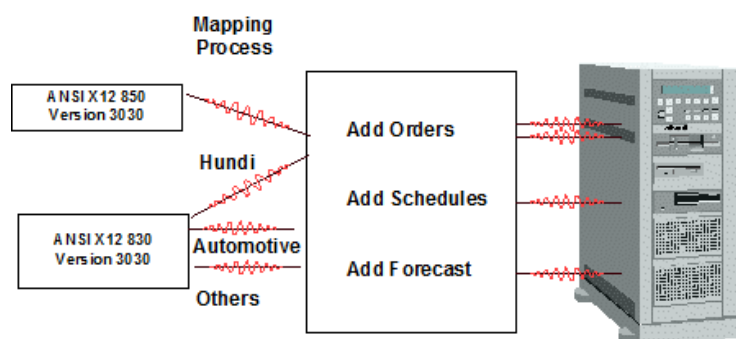 Mapping
Process
ANSI X12 850
Version 3030
Hundi
ANSI X12 830
Version 3030
Automotive
Others
Add Orders
Add Schedules
Add Forecast